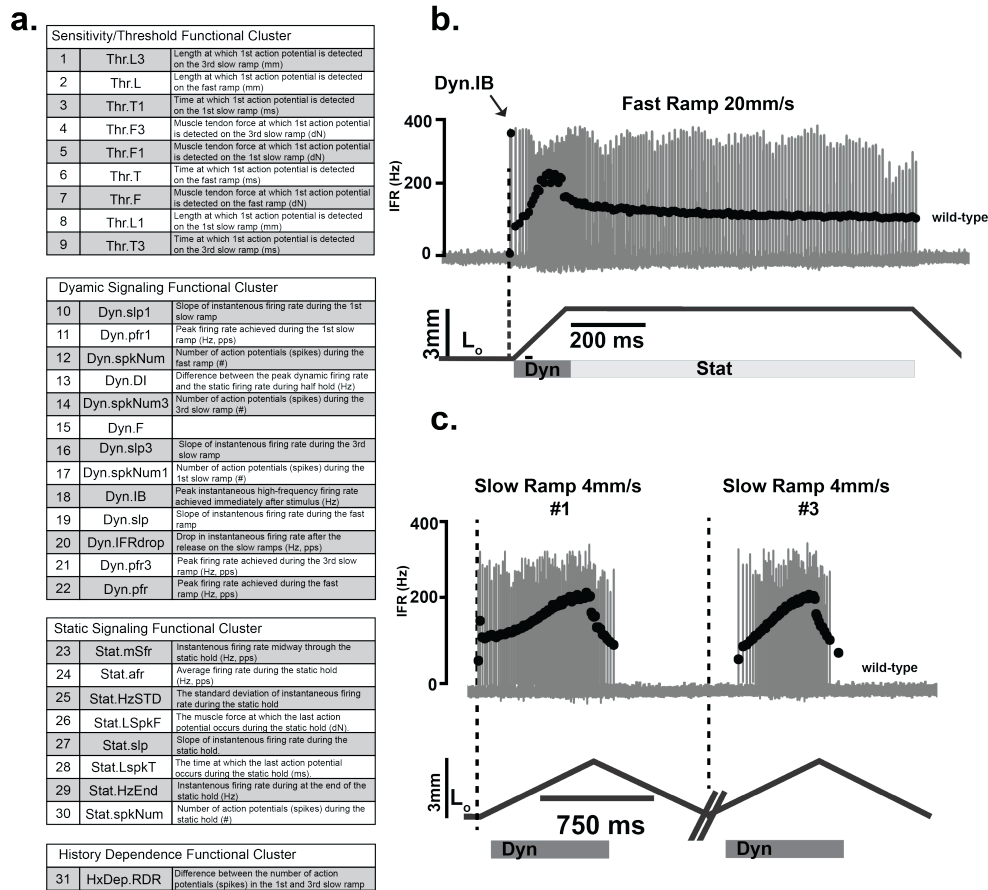 a.
Sensitivity/Threshold Functional Cluster
1 Thr.L3 Length at which 1st action potential is detected
on the 3rd slow ramp (mm)
2 Thr.L Length at which 1st action potential is detected
on the fast ramp (mm)
3 Thr.T1 Time at which 1st action potential is detected
on the 1st slow ramp (ms)
4 Thr.F3 Muscle tendon force at which 1st action potential
is detected on the 3rd slow ramp (dN)
5 Thr.F1 Muscle tendon force at which 1st action potential
is detected on the 1st slow ramp (dN)
6 Thr.T Time at which 1st action potential is detected
on the fast ramp (ms)
7 Thr.F Muscle tendon force at which 1st action potential
is detected on the fast ramp (dN)
8 Thr.L1 Length at which 1st action potential is detected
on the 1st slow ramp (mm)
9 Thr.T3 Time at which 1st action potential is detected
on the 3rd slow ramp (ms)
Dyamic Signaling Functional Cluster
10 Dyn.slp1 Slope of instantenous firing rate during the 1st
slow ramp
11 Dyn.pfr1 Peak firing rate achieved during the 1st slow
ramp (Hz, pps)
12 Dyn.spkNum Number of action potentials (spikes) during the
fast ramp (#)
13 Dyn.DI Difference between the peak dynamic firing rate
and the static firing rate during half hold (Hz)
14 Dyn.spkNum3 Number of action potentials (spikes) during the
3rd slow ramp (#)
15 Dyn.F
16 Dyn.slp3 Slope of instantenous firing rate during the 3rd
slow ramp
17 Dyn.spkNum1 Number of action potentials (spikes) during the
1st slow ramp (#)
18 Dyn.IB Peak instantaneous high-frequency firing rate
achieved immediately after stimulus (Hz)
19 Dyn.slp Slope of instantenous firing rate during the fast
ramp
20 Dyn.IFRdrop Drop in instantaneous firing rate after the
release on the slow ramps (Hz, pps)
21 Dyn.pfr3 Peak firing rate achieved during the 3rd slow
ramp (Hz, pps)
22 Dyn.pfr Peak firing rate achieved during the fast
ramp (Hz, pps)
Static Signaling Functional Cluster
23 Stat.mSfr Instantenous firing rate midway through the
static hold (Hz, pps)
24 Stat.afr Average firing rate during the static hold
(Hz, pps)
25 Stat.HzSTD The standard deviation of instantaneous firing
rate during the static hold
26 Stat.LSpkF The muscle force at which the last action
potential occurs during the static hold (dN).
27 Stat.slp Slope of instantenous firing rate during the
static hold.
28 Stat.LspkT The time at which the last action potential
occurs during the static hold (ms).
29 Stat.HzEnd Instantenous firing rate during at the end of the
static hold (Hz)
30 Stat.spkNum Number of action potentials (spikes) during the
static hold (#)
History Dependence Functional Cluster
31 HxDep.RDR Difference between the number of action
potentials (spikes) in the 1st and 3rd slow ramp
b.
Dyn.IB
Fast Ramp 20mm/s
400
200
0
IFR (Hz)
wild-type
3mm
Lo
200 ms
Dyn
Stat
c.
Slow Ramp 4mm/s
#1
Slow Ramp 4mm/s
#3
400
200
0
IFR (Hz)
wild-type
3mm
Lo
750 ms
Dyn
Dyn